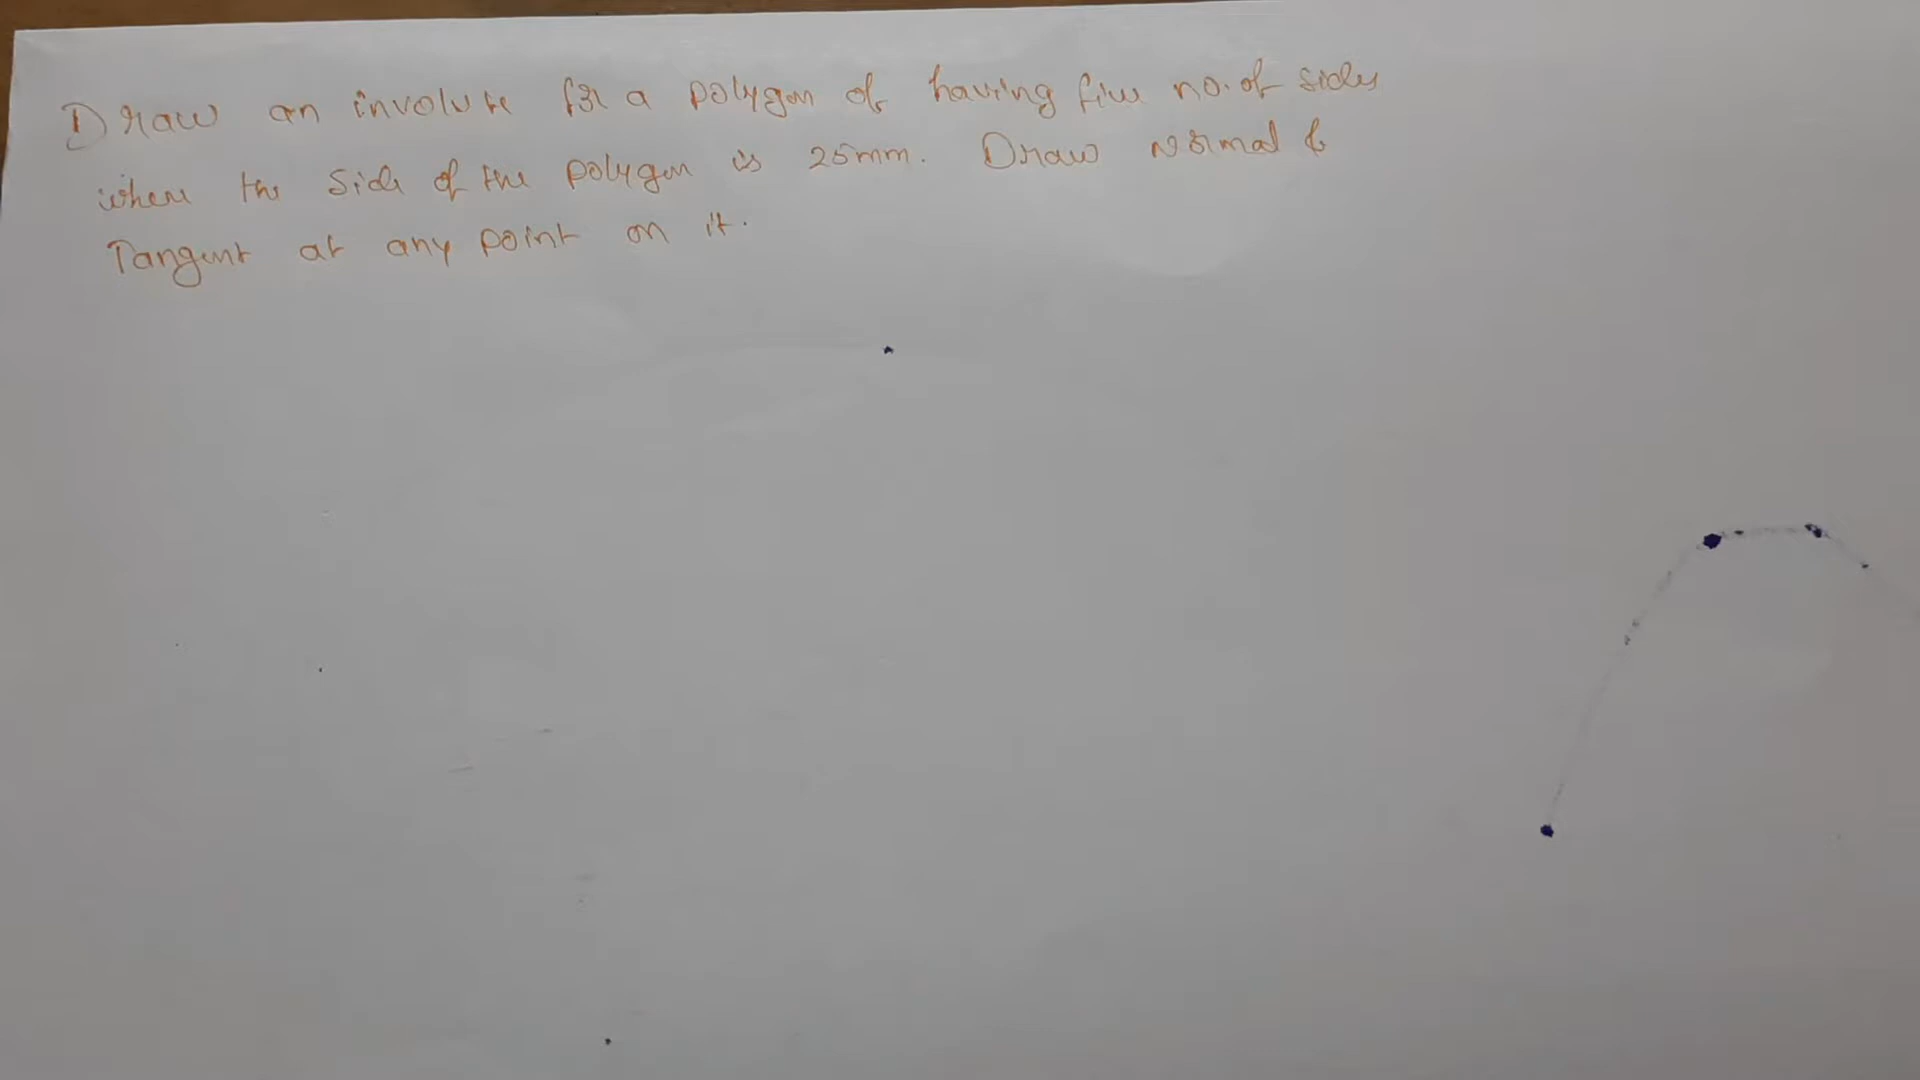 Draw an involute for a polygon of having five no. of sides
where the side of the polygon is 25mm. Draw normal &
Tangent at any point on it.